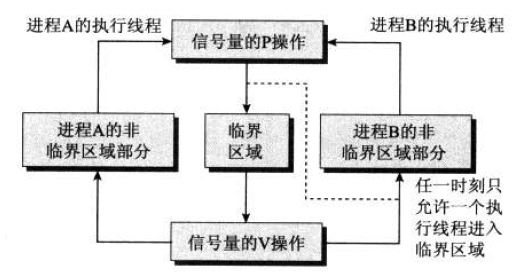 进程A的执行线程
信号量的P操作
进程B的执行线程
进程A的非
临界区域部分
临界
区域
进程B的非
临界区域部分
任一时刻只
允许一个执
行线程进入
临界区域
信号量的V操作